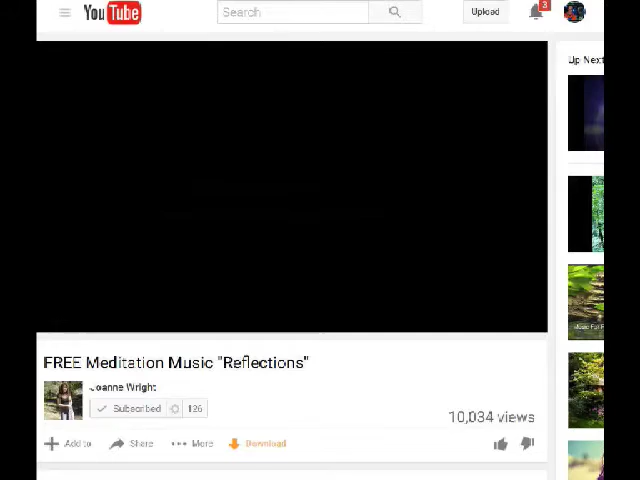 YouTube Search Upload 3
Up Next
FREE Meditation Music "Reflections"
Joanne Wright
Subscribed 126
10,034 views
Add to Share More Download